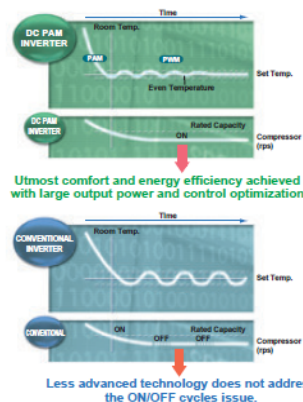 Time
Room Temp.
DC PAM
INVERTER
PAM
PWM
Set Temp.
Even Temperature
DC PAM
INVERTER
Rated Capacity
ON
Compressor
(rps)
Utmost comfort and energy efficiency achieved
with large output power and control optimization
Time
Room Temp.
CONVENTIONAL
INVERTER
Set Temp.
CONVENTIONAL
ON
Rated Capacity
OFF
OFF
Compressor
(rps)
Less advanced technology does not addre
the ON/OFF cycles issue.